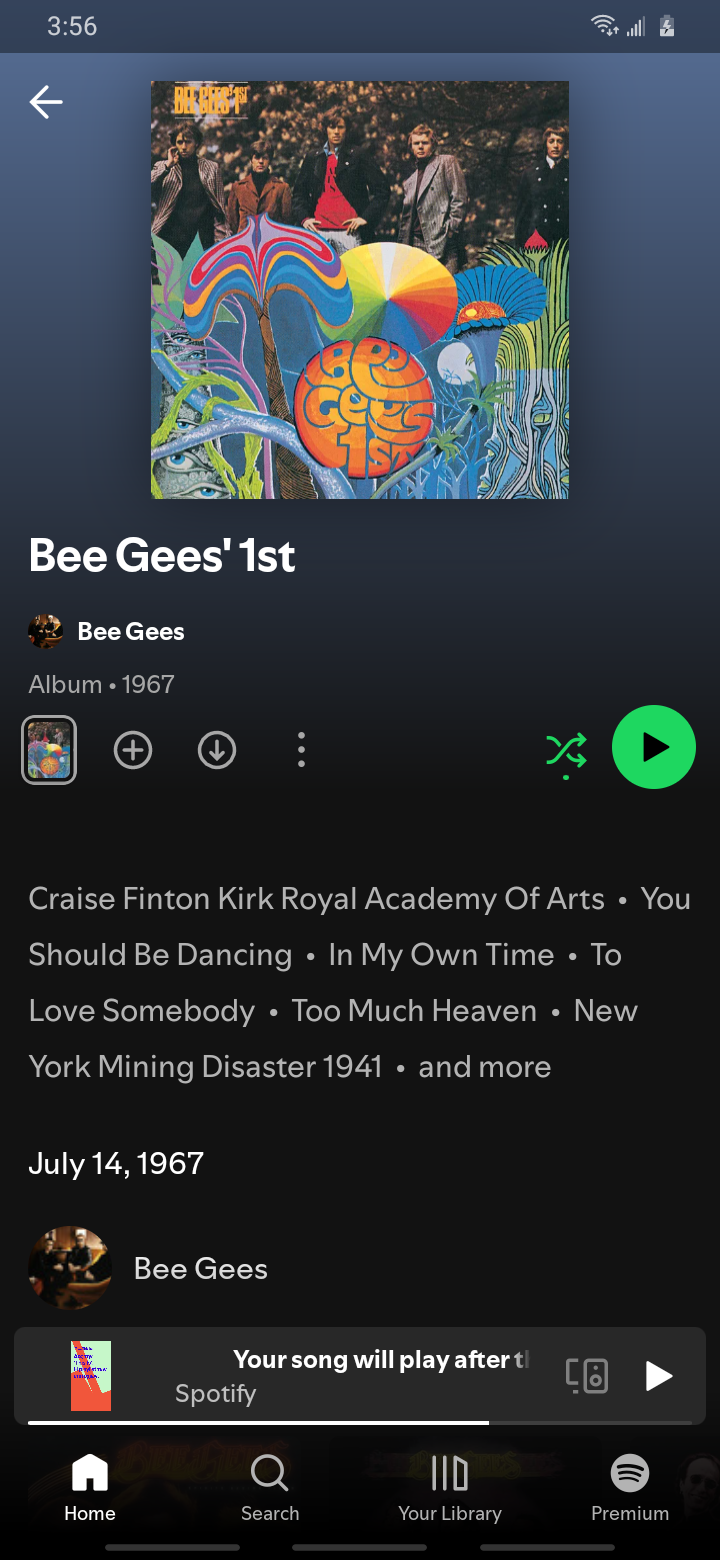 3:56
BEE GEES' 1ST
Bee
Gees
1st
Bee Gees' 1st
Bee Gees
Album • 1967
Craise Finton Kirk Royal Academy Of Arts • You
Should Be Dancing • In My Own Time • To
Love Somebody • Too Much Heaven • New
York Mining Disaster 1941 • and more
July 14, 1967
Bee Gees
Your song will play after t
Spotify
Home
Search
Your Library
Premium